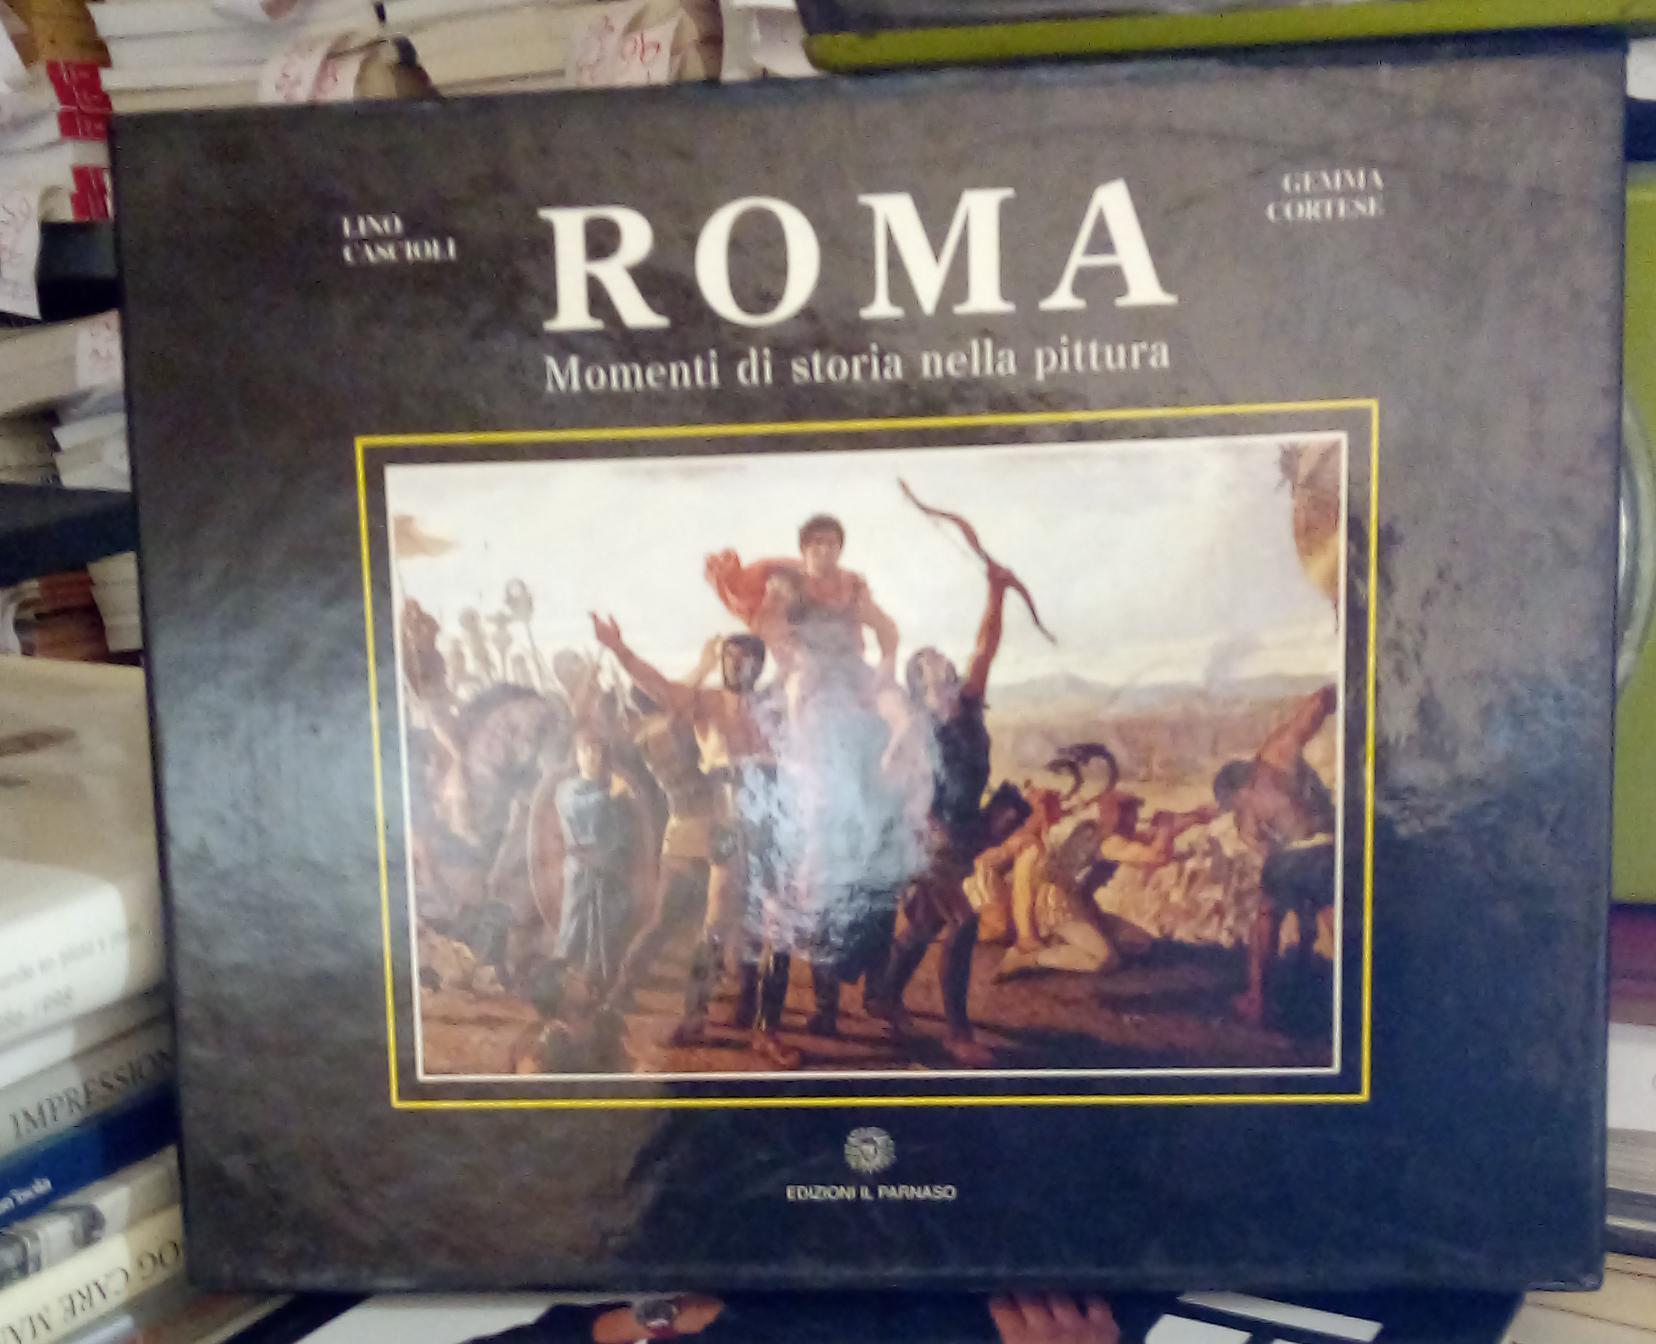 LINO
CASCIOLI
ROMA
GEMMA
CORTESE
Momenti di storia nella pittura
EDIZIONI IL PARNASO
IMPRESSION